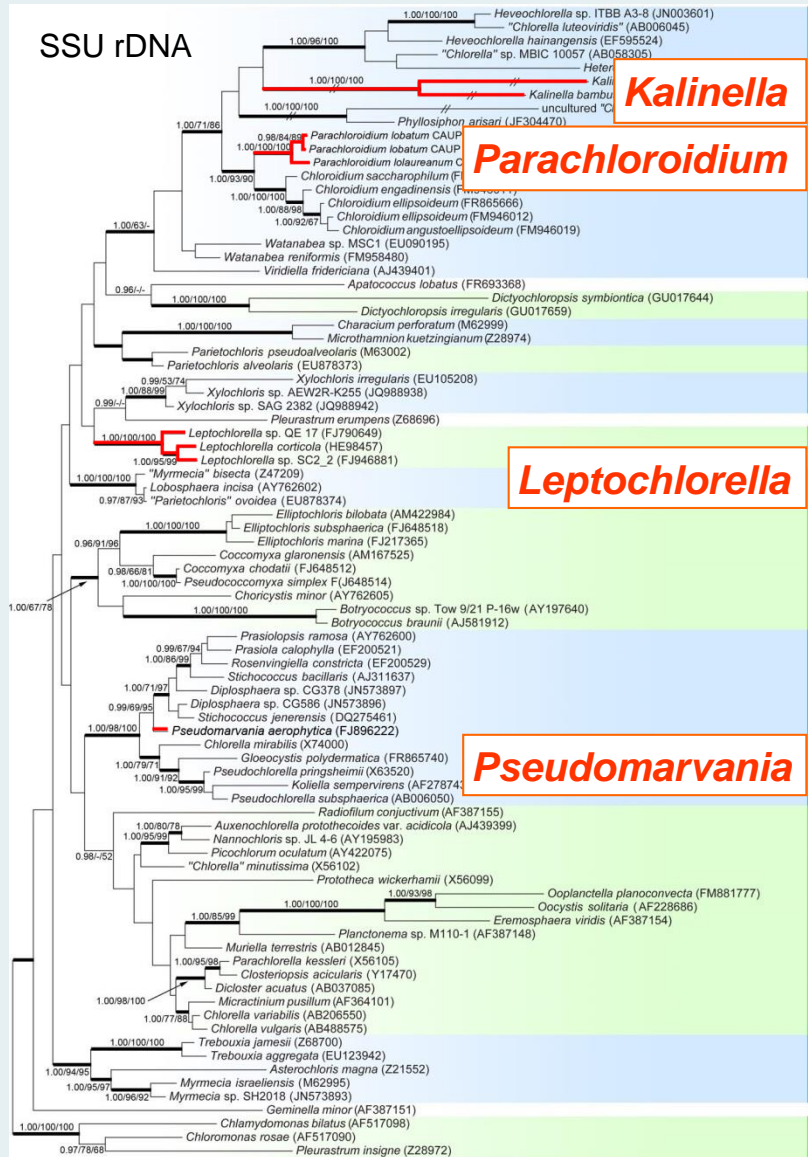 SSU rDNA
1.00/100/100
Heveochlorella sp. ITBB A3-8 (JN003601)
"Chlorella luteoviridis" (AB006045)
1.00/96/100
Heveochlorella hainangensis (EF595524)
"Chlorella" sp. MBIC 10057 (AB058305)
1.00/100/100
Kalinella bambu
Kalinella
1.00/100/100
uncultured
Phyllosiphon arisari (JF304470)
1.00/71/86
0.98/84/89
Parachloroidium lobatum CAUP
1.00/100/100
Parachloroidium lobatum CAUP
Parachloroidium lolaureanum
Parachloroidium
1.00/93/90
Chloroidium saccharophilum
Chloroidium engadinensis
1.00/100/100
Chloroidium ellipsoideum (FR865666)
1.00/88/98
Chloroidium ellipsoideum (FM946012)
1.00/92/67
Chloroidium angustoellipsoideum (FM946019)
1.00/63/-
Watanabea sp. MSC1 (EU090195)
Watanabea reniformis (FM958480)
Viridiella fridericiana (AJ439401)
0.96/-/-
Apatococcus lobatus (FR693368)
1.00/100/100
Dictyochloropsis symbiontica (GU017644)
Dictyochloropsis irregularis (GU017659)
1.00/100/100
Characium perforatum (M62999)
Microthamnion kuetzingianum (Z28974)
Parietochloris pseudoalveolaris (M63002)
Parietochloris alveolaris (EU878373)
0.99/53/74
Xylochloris irregularis (EU105208)
1.00/88/99
Xylochloris sp. AEW2R-K255 (JQ988938)
0.99/-/-
Xylochloris sp. SAG 2382 (JQ988942)
Pleurastrum erumpens (Z68696)
1.00/100/100
Leptochlorella sp. QE 17 (FJ790649)
Leptochlorella corticola (HE98457)
1.00/95/99
Leptochlorella sp. SC2_2 (FJ946881)
Leptochlorella
1.00/100/100
"Myrmecia" bisecta (Z47209)
Lobosphaera incisa (AY762602)
0.97/87/93
"Parietochloris" ovoidea (EU878374)
1.00/100/100
Elliptochloris bilobata (AM422984)
Elliptochloris subsphaerica (FJ648518)
Elliptochloris marina (FJ217365)
0.96/91/96
Coccomyxa glaronensis (AM167525)
0.98/66/81
Coccomyxa chodatii (FJ648512)
1.00/100/100
Pseudococcomyxa simplex F(J648514)
Choricystis minor (AY762605)
1.00/67/78
1.00/100/100
Botryococcus sp. Tow 9/21 P-16w (AY197640)
Botryococcus braunii (AJ581912)
Prasiolopsis ramosa (AY762600)
0.99/67/94
Prasiola calophylla (EF200521)
1.00/86/99
Rosenvingiella constricta (EF200529)
Stichococcus bacillaris (AJ311637)
1.00/71/97
Diplosphaera sp. CG378 (JN573897)
0.99/69/95
Diplosphaera sp. CG586 (JN573896)
Stichococcus jenerensis (DQ275461)
1.00/98/100
Pseudomarvania aerophytica (FJ896222)
Chlorella mirabilis (X74000)
1.00/79/71
Gloeocystis polydermatica (FR865740)
Pseudomarvania
1.00/91/92
Pseudochlorella pringsheimii (X63520)
1.00/95/99
Koliella sempervirens (AF278743
Pseudochlorella subsphaerica (AB006050)
Radiofilum conjuctivum (AF387155)
1.00/80/78
Auxenochlorella protothecoides var. acidicola (AJ439399)
1.00/95/99
Nannochloris sp. JL 4-6 (AY195983)
Picochlorum oculatum (AY422075)
0.98/-/52
"Chlorella" minutissima (X56102)
Prototheca wickerhamii (X56099)
1.00/93/98
Ooplanctella planoconvecta (FM881777)
1.00/100/100
Oocystis solitaria (AF228686)
Eremosphaera viridis (AF387154)
1.00/85/99
Planctonema sp. M110-1 (AF387148)
Muriella terrestris (AB012845)
1.00/95/98
Parachlorella kessleri (X56105)
Closteriopsis acicularis (Y17470)
Dicloster acuatus (AB037085)
1.00/98/100
Micractinium pusillum (AF364101)
1.00/77/88
Chlorella variabilis (AB206550)
Chlorella vulgaris (AB488575)
1.00/100/100
Trebouxia jamesii (Z68700)
Trebouxia aggregata (EU123942)
1.00/94/95
Asterochloris magna (Z21552)
1.00/95/97
Myrmecia israeliensis (M62995)
1.00/96/92
Myrmecia sp. SH2018 (JN573893)
Geminella minor (AF387151)
1.00/100/100
Chlamydomonas bilatus (AF517098)
Chloromonas rosae (AF517090)
0.97/78/68
Pleurastrum insigne (Z28972)